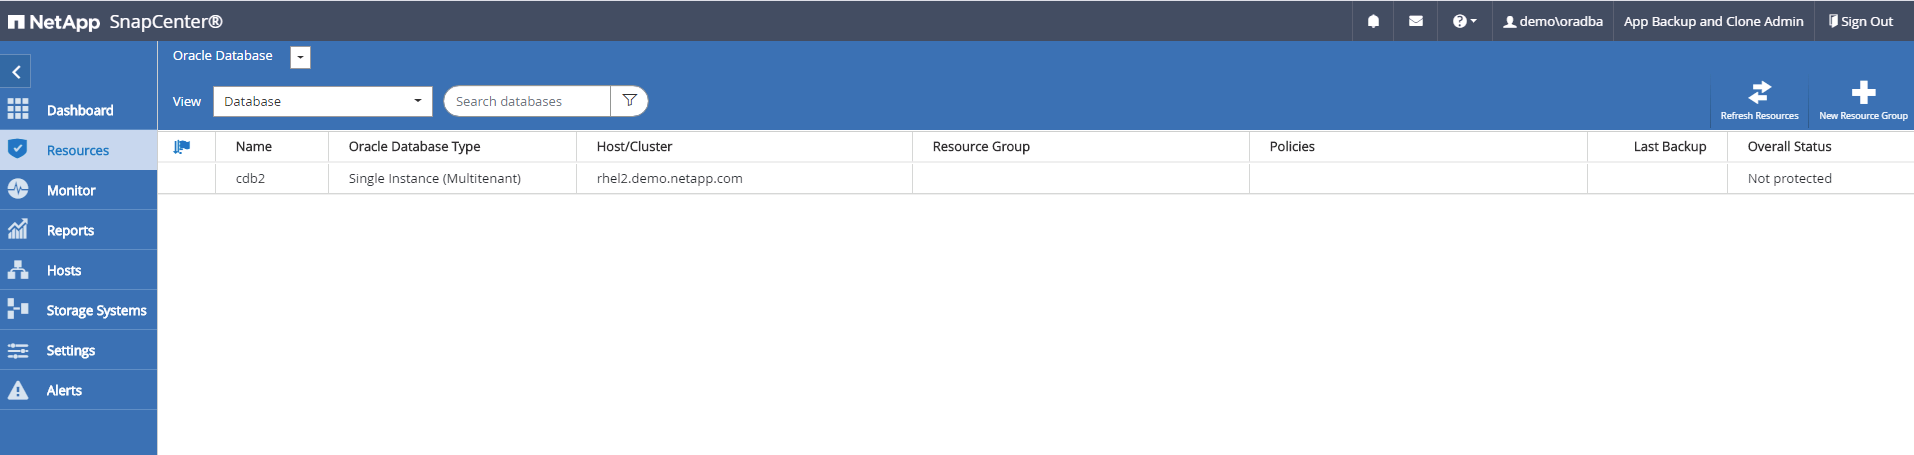 NetApp SnapCenter® demo\oradba App Backup and Clone Admin Sign Out
Oracle Database
View Database Search databases
Refresh Resources New Resource Group
Dashboard
Resources
Monitor
Reports
Hosts
Storage Systems
Settings
Alerts
Name Oracle Database Type Host/Cluster Resource Group Policies Last Backup Overall Status
cdb2 Single Instance (Multitenant) rhel2.demo.netapp.com Not protected